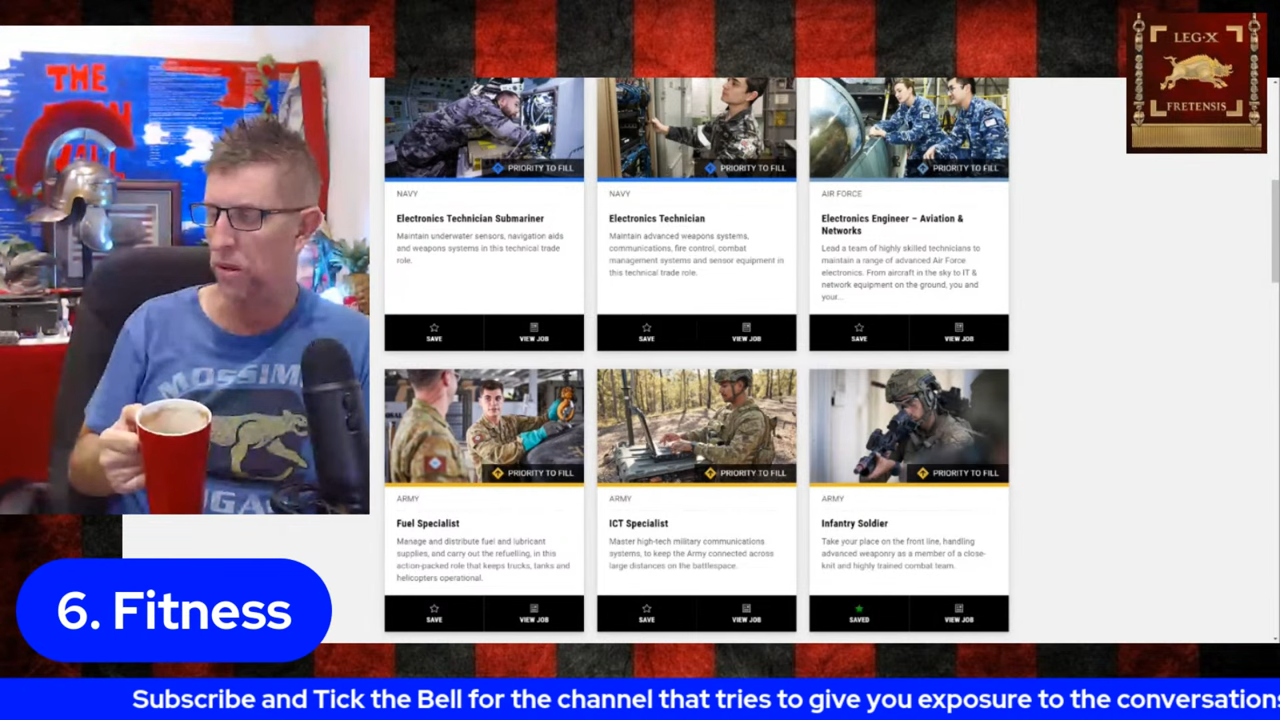 THE
LEG·X
FRETENSIS
PRIORITY TO FILL
PRIORITY TO FILL
PRIORITY TO FILL
NAVY
Electronics Technician Submariner
Maintain underwater sensors, navigation aids
and weapons systems in this technical trade
role.
SAVE
VIEW JOB
NAVY
Electronics Technician
Maintain advanced weapons systems,
communications, fire control, combat
management systems and sensor equipment in
this technical trade role.
SAVE
VIEW JOB
AIR FORCE
Electronics Engineer – Aviation &
Networks
Lead a team of highly skilled technicians to
maintain a range of advanced Air Force
electronics. From aircraft in the sky to IT &
network equipment on the ground, you and
your...
SAVE
VIEW JOB
PRIORITY TO FILL
PRIORITY TO FILL
PRIORITY TO FILL
ARMY
Fuel Specialist
Manage and distribute fuel and lubricant
supplies, and carry out the refuelling, in this
action-packed role that keeps trucks, tanks and
helicopters operational.
SAVE
VIEW JOB
ARMY
ICT Specialist
Master high-tech military communications
systems, to keep the Army connected across
large distances on the battlespace.
SAVE
VIEW JOB
ARMY
Infantry Soldier
Take your place on the front line, handling
advanced weaponry as a member of a close-
knit and highly trained combat team.
SAVED
VIEW JOB
MOSSIM
6. Fitness
Subscribe and Tick the Bell for the channel that tries to give you exposure to the conversations